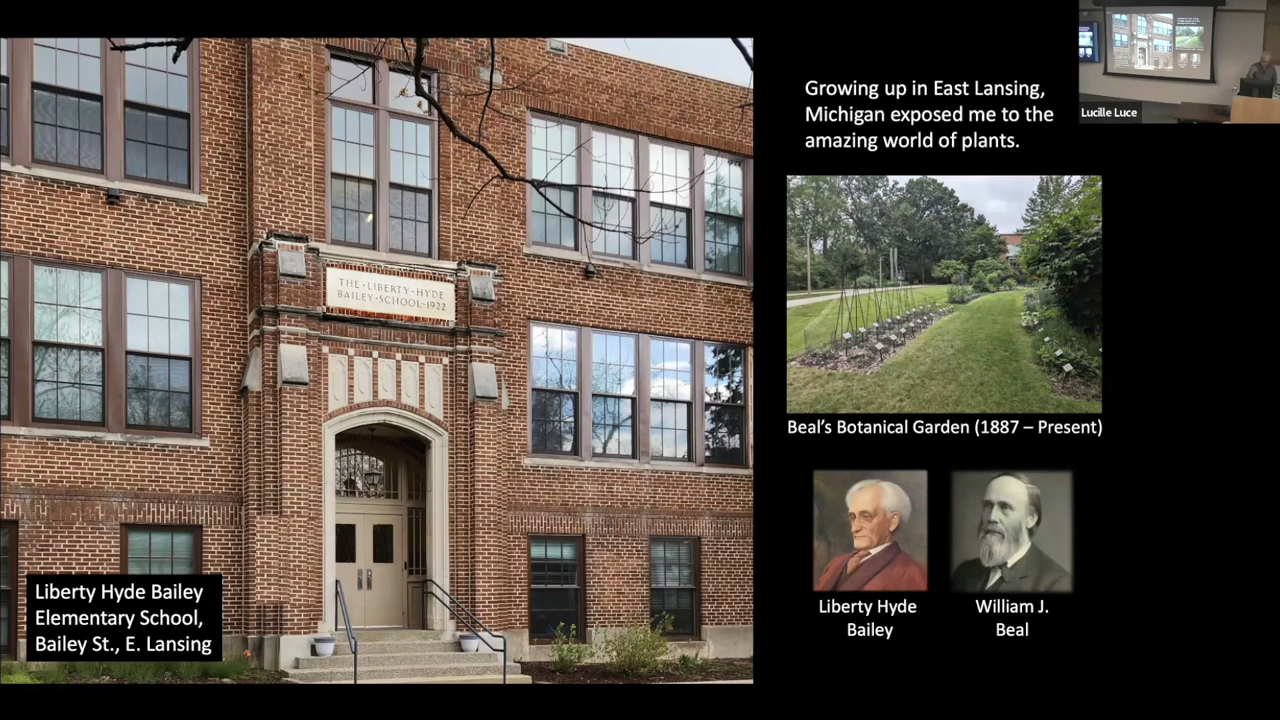 THE·LIBERTY·HYDE
BAILEY·SCHOOL·1922
Liberty Hyde Bailey
Elementary School,
Bailey St., E. Lansing
Growing up in East Lansing,
Michigan exposed me to the
amazing world of plants.
Lucille Luce
Beal's Botanical Garden (1887 – Present)
Liberty Hyde
Bailey
William J.
Beal